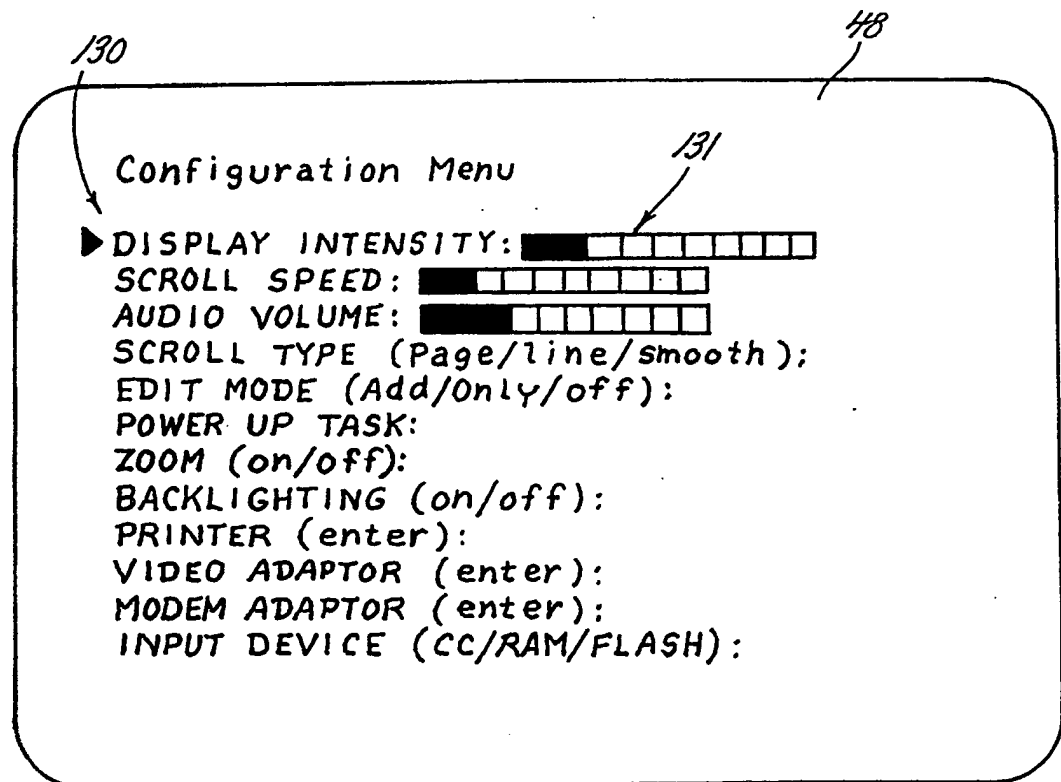 48
130
131
Configuration Menu
DISPLAY INTENSITY:
SCROLL SPEED:
AUDIO VOLUME:
SCROLL TYPE (Page/line/smooth):
EDIT MODE (Add/Only/off):
POWER UP TASK:
ZOOM (on/off):
BACKLIGHTING (on/off):
PRINTER (enter):
VIDEO ADAPTOR (enter):
MODEM ADAPTOR (enter):
INPUT DEVICE (CC/RAM/FLASH):